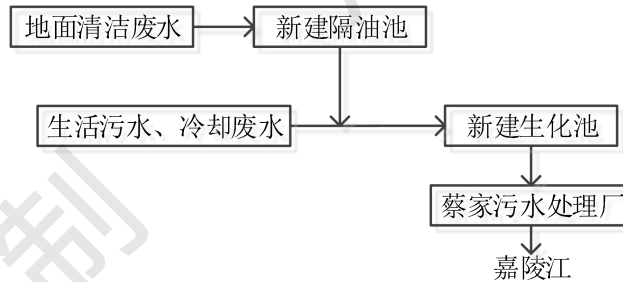 地面清洁废水
新建隔油池
生活污水、冷却废水
新建生化池
蔡家污水处理厂
嘉陵江
制